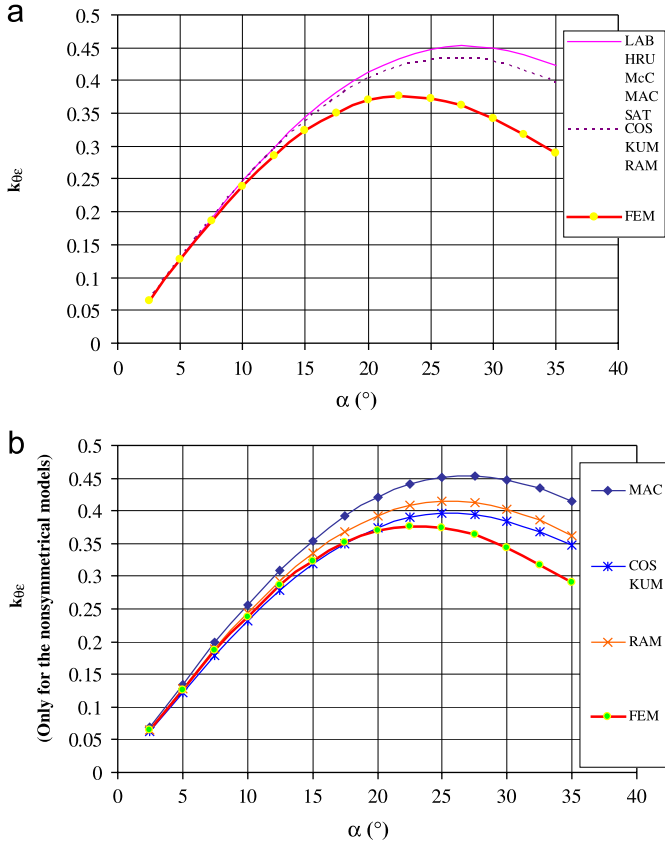 a
0.5
0.45
0.4
0.35
0.3
0.25
0.2
0.15
0.1
0.05
0
kθε
0 5 10 15 20 25 30 35 40
α (°)
LAB
HRU
McC
MAC
SAT
COS
KUM
RAM
FEM
b
0.5
0.45
0.4
0.35
0.3
0.25
0.2
0.15
0.1
0.05
0
kθε
(Only for the nonsymmetrical models)
0 5 10 15 20 25 30 35 40
α (°)
MAC
COS
KUM
RAM
FEM